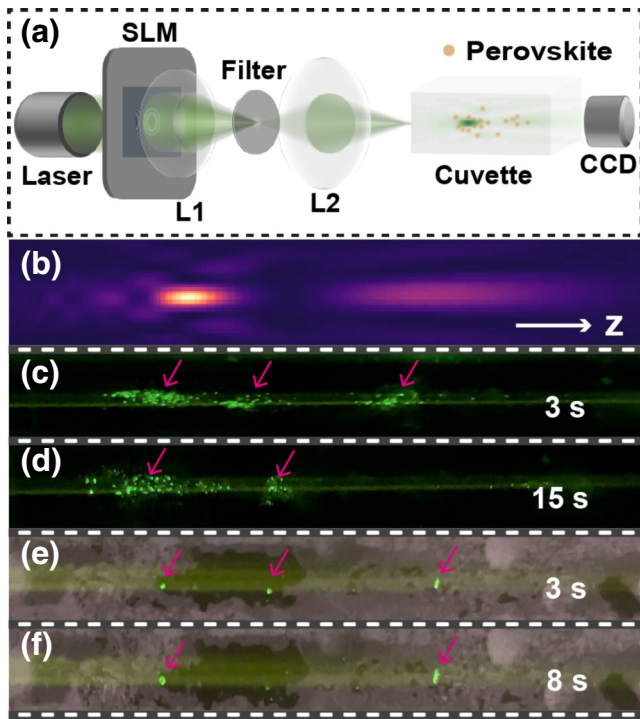 (a)
SLM
Filter
Perovskite
Laser
L1
L2
Cuvette
CCD
(b)
Z
(c)
3 s
(d)
15 s
(e)
3 s
(f)
8 s